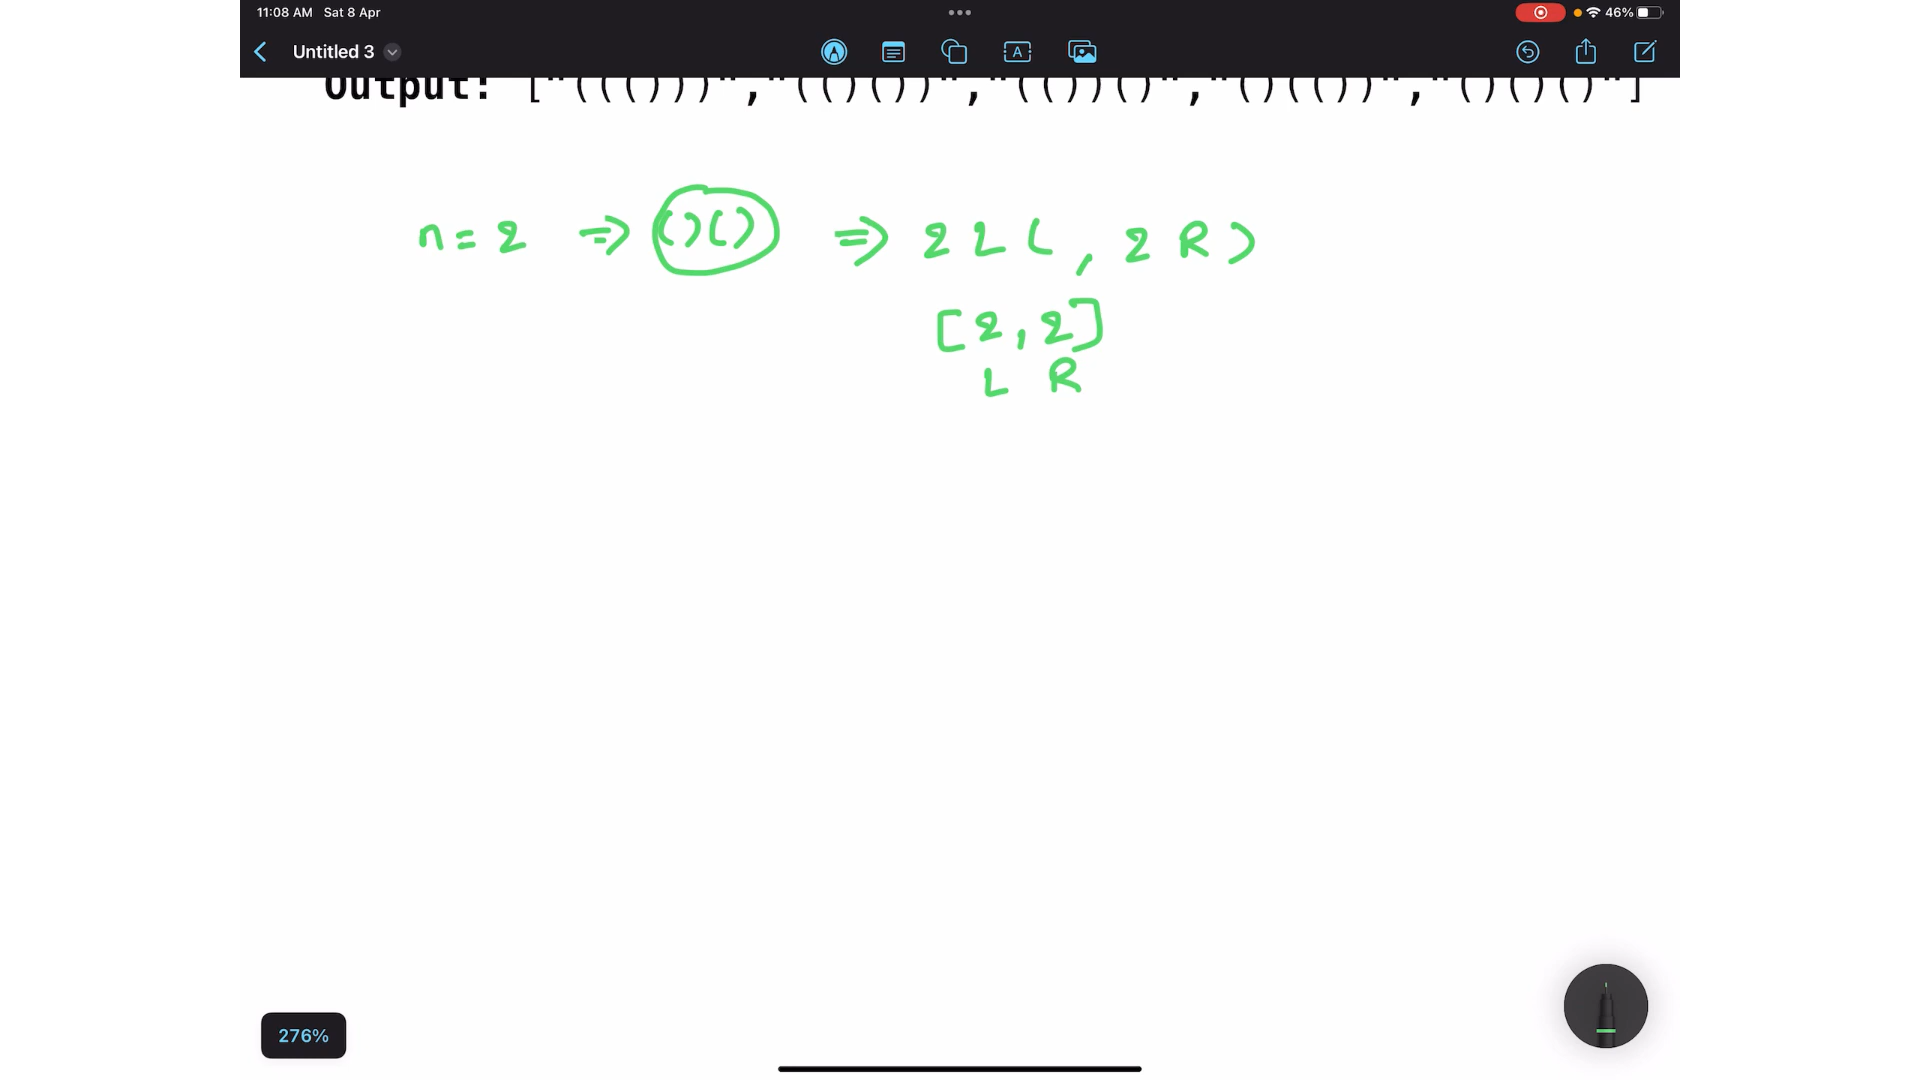 11:08 AM Sat 8 Apr
46%
Untitled 3
Output: ["((()))","(()())","(())()","()(())","()()()"]
n = 2 ⇒ ()() ⇒ 2 L ( , 2 R )
[2,2]
L R
276%